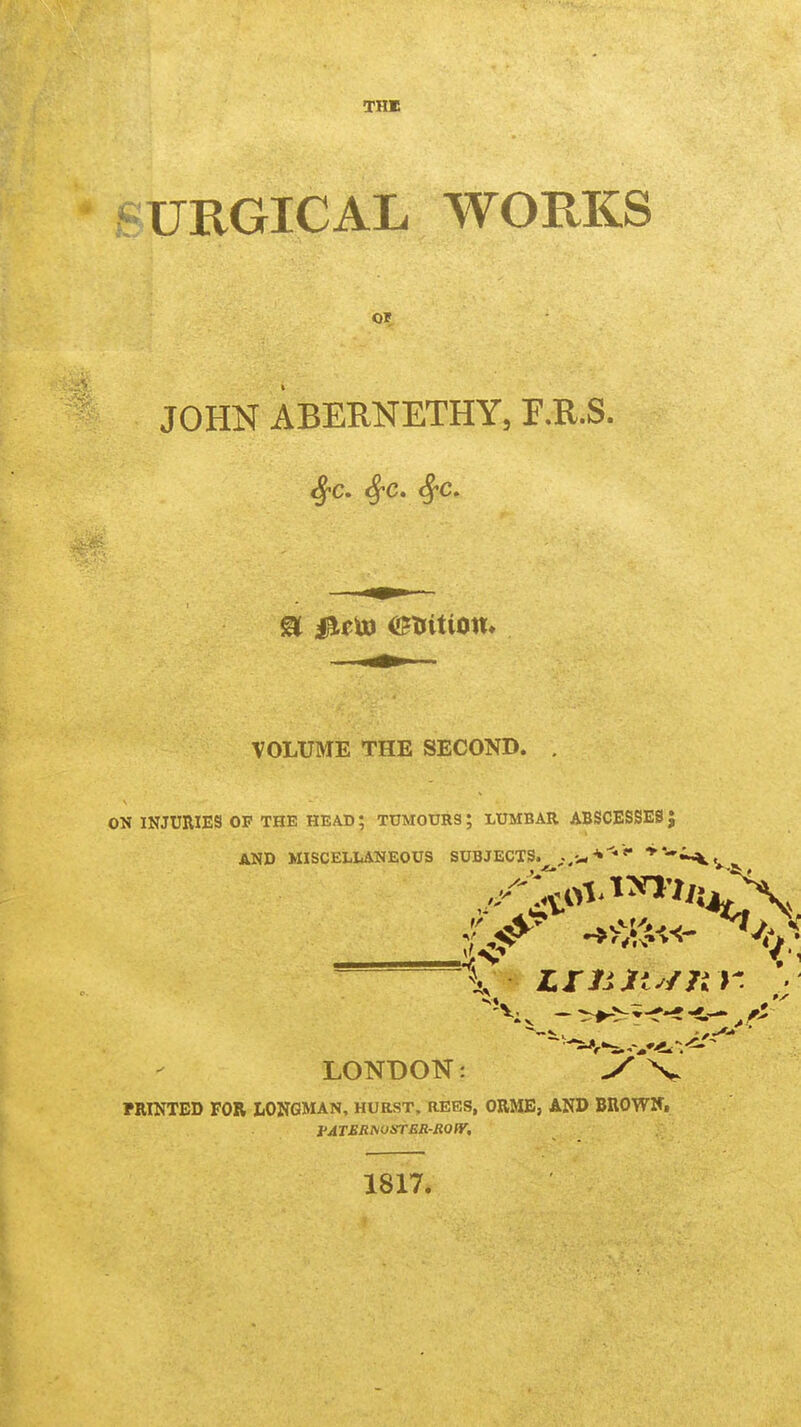 THE
SURGICAL WORKS
OF
JOHN ABERNETHY, F.R.S.
&c. &c. &c.
A New Edition.
VOLUME THE SECOND.
ON INJURIES OF THE HEAD; TUMOURS; LUMBAR ABSCESSES;
AND MISCELLANEOUS SUBJECTS.
LIBRARY
LONDON:
PRINTED FOR LONGMAN, HURST, REES, ORME, AND BROWN,
PATERNOSTER-ROW,
1817.